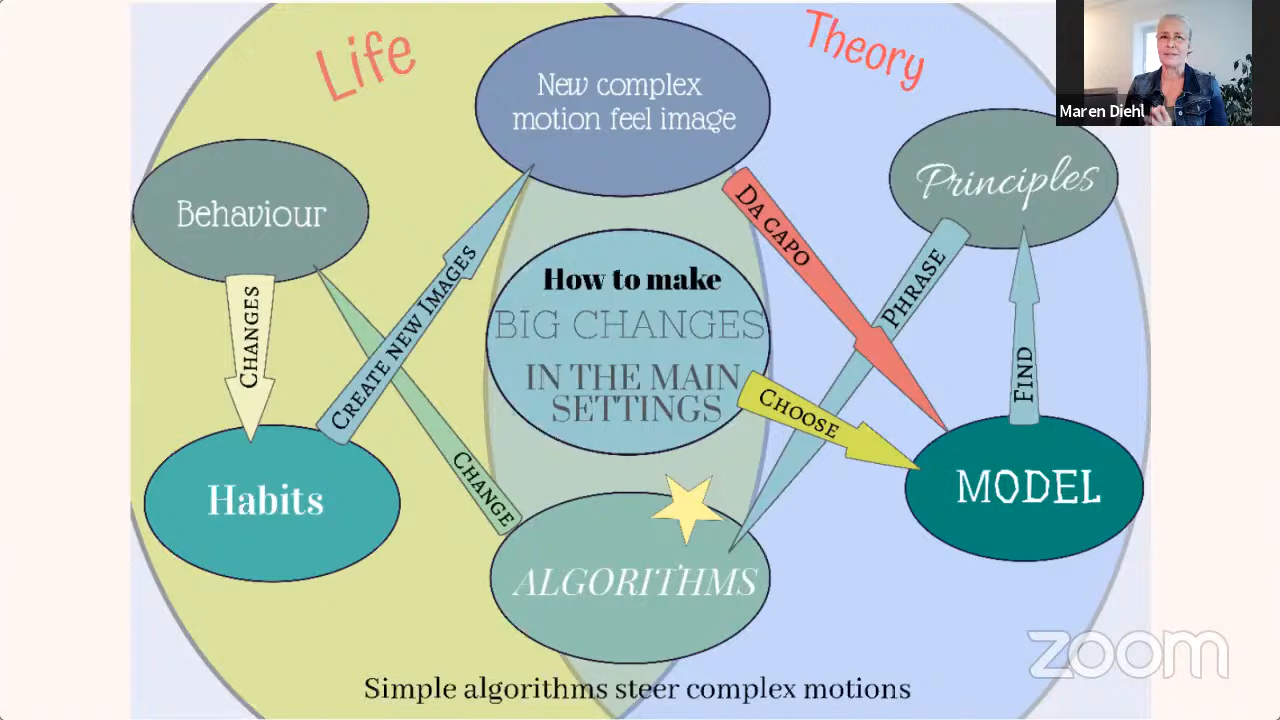 Life
Theory
New complex
motion feel image
Maren Diehl
Behaviour
Principles
DA CAPO
CHANGES
CREATE NEW IMAGES
PHRASE
How to make
BIG CHANGES
IN THE MAIN
SETTINGS
CHOOSE
FIND
CHANGE
Habits
MODEL
ALGORITHMS
zoom
Simple algorithms steer complex motions